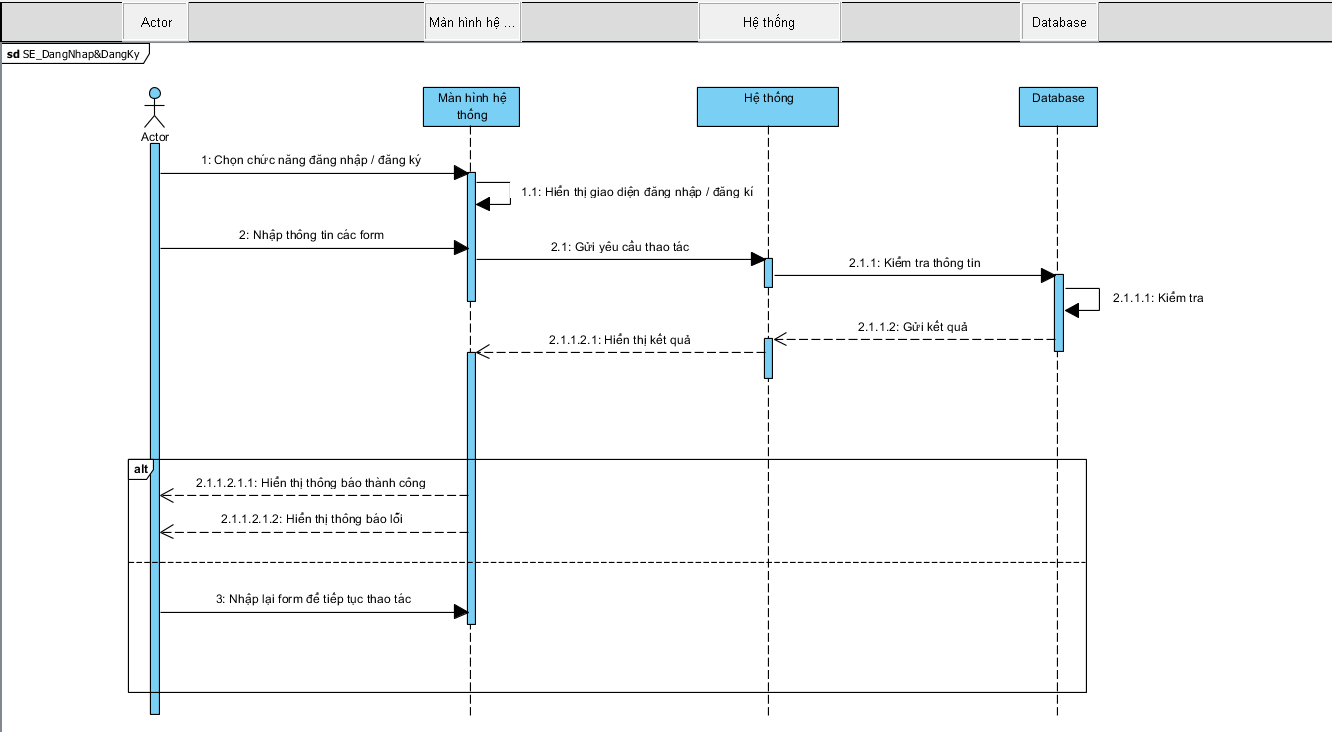 Actor
Màn hình hệ ...
Hệ thống
Database
sd SE_DangNhap&DangKy
Màn hình hệ
thống
Hệ thống
Database
Actor
1: Chọn chức năng đăng nhập / đăng ký
1.1: Hiển thị giao diện đăng nhập / đăng kí
2: Nhập thông tin các form
2.1: Gửi yêu cầu thao tác
2.1.1: Kiểm tra thông tin
2.1.1.1: Kiểm tra
2.1.1.2: Gửi kết quả
2.1.1.2.1: Hiển thị kết quả
alt
2.1.1.2.1.1: Hiển thị thông báo thành công
2.1.1.2.1.2: Hiển thị thông báo lỗi
3: Nhập lại form để tiếp tục thao tác